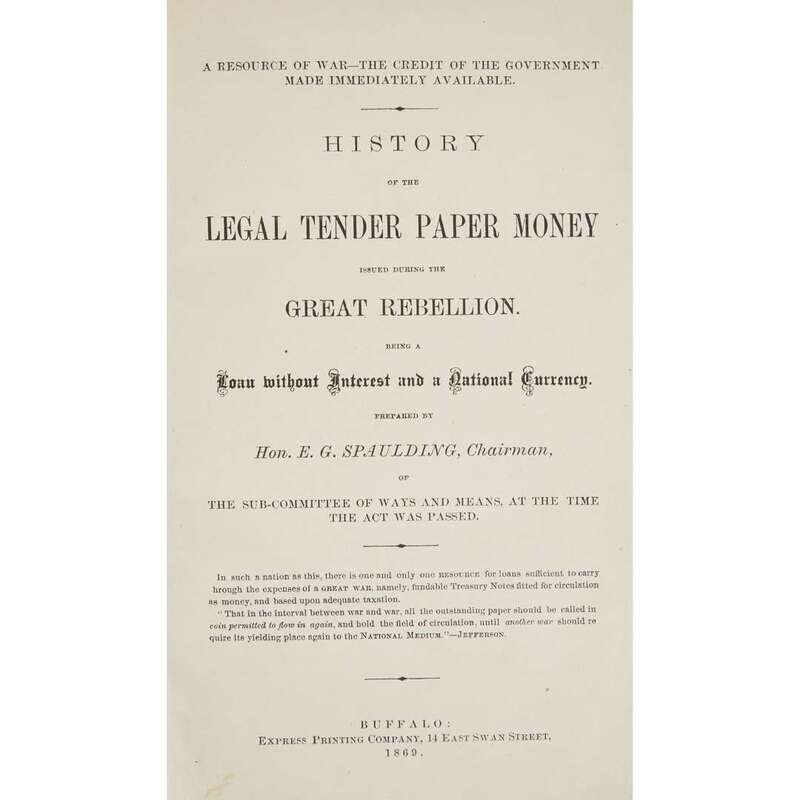 A RESOURCE OF WAR—THE CREDIT OF THE GOVERNMENT
MADE IMMEDIATELY AVAILABLE.
HISTORY
OF THE
LEGAL TENDER PAPER MONEY
ISSUED DURING THE
GREAT REBELLION.
BEING A
Loan without Interest and a National Currency.
PREPARED BY
Hon. E. G. SPAULDING, Chairman,
OF
THE SUB-COMMITTEE OF WAYS AND MEANS, AT THE TIME
THE ACT WAS PASSED.
In such a nation as this, there is one and only one RESOURCE for loans sufficient to carry
hrough the expenses of a GREAT WAR, namely, fundable Treasury Notes fitted for circulation
as money, and based upon adequate taxation.
"That in the interval between war and war, all the outstanding paper should be called in
coin permitted to flow in again, and hold the field of circulation, until another war should re
quire its yielding place again to the NATIONAL MEDIUM."—JEFFERSON.
BUFFALO:
EXPRESS PRINTING COMPANY, 14 EAST SWAN STREET,
1869.